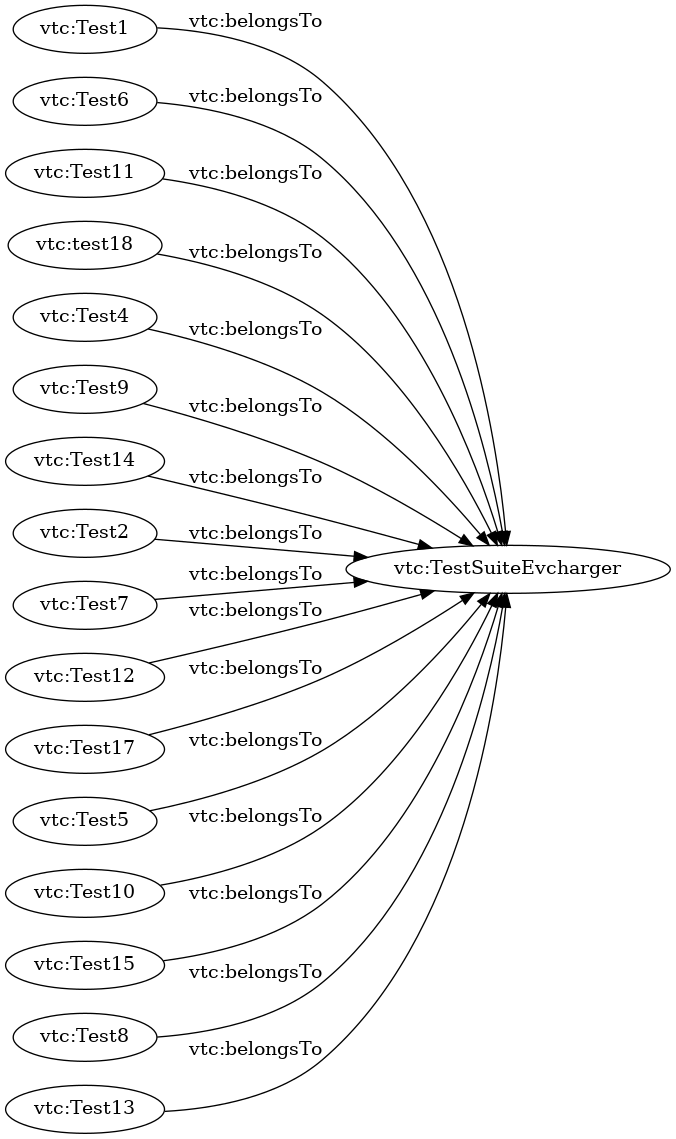 vtc:Test1
vtc:belongsTo
vtc:Test6
vtc:belongsTo
vtc:Test11
vtc:belongsTo
vtc:test18
vtc:belongsTo
vtc:Test4
vtc:belongsTo
vtc:Test9
vtc:belongsTo
vtc:Test14
vtc:belongsTo
vtc:Test2
vtc:belongsTo
vtc:TestSuiteEvcharger
vtc:belongsTo
vtc:Test7
vtc:belongsTo
vtc:Test12
vtc:belongsTo
vtc:Test17
vtc:belongsTo
vtc:Test5
vtc:belongsTo
vtc:Test10
vtc:belongsTo
vtc:Test15
vtc:belongsTo
vtc:Test8
vtc:belongsTo
vtc:Test13